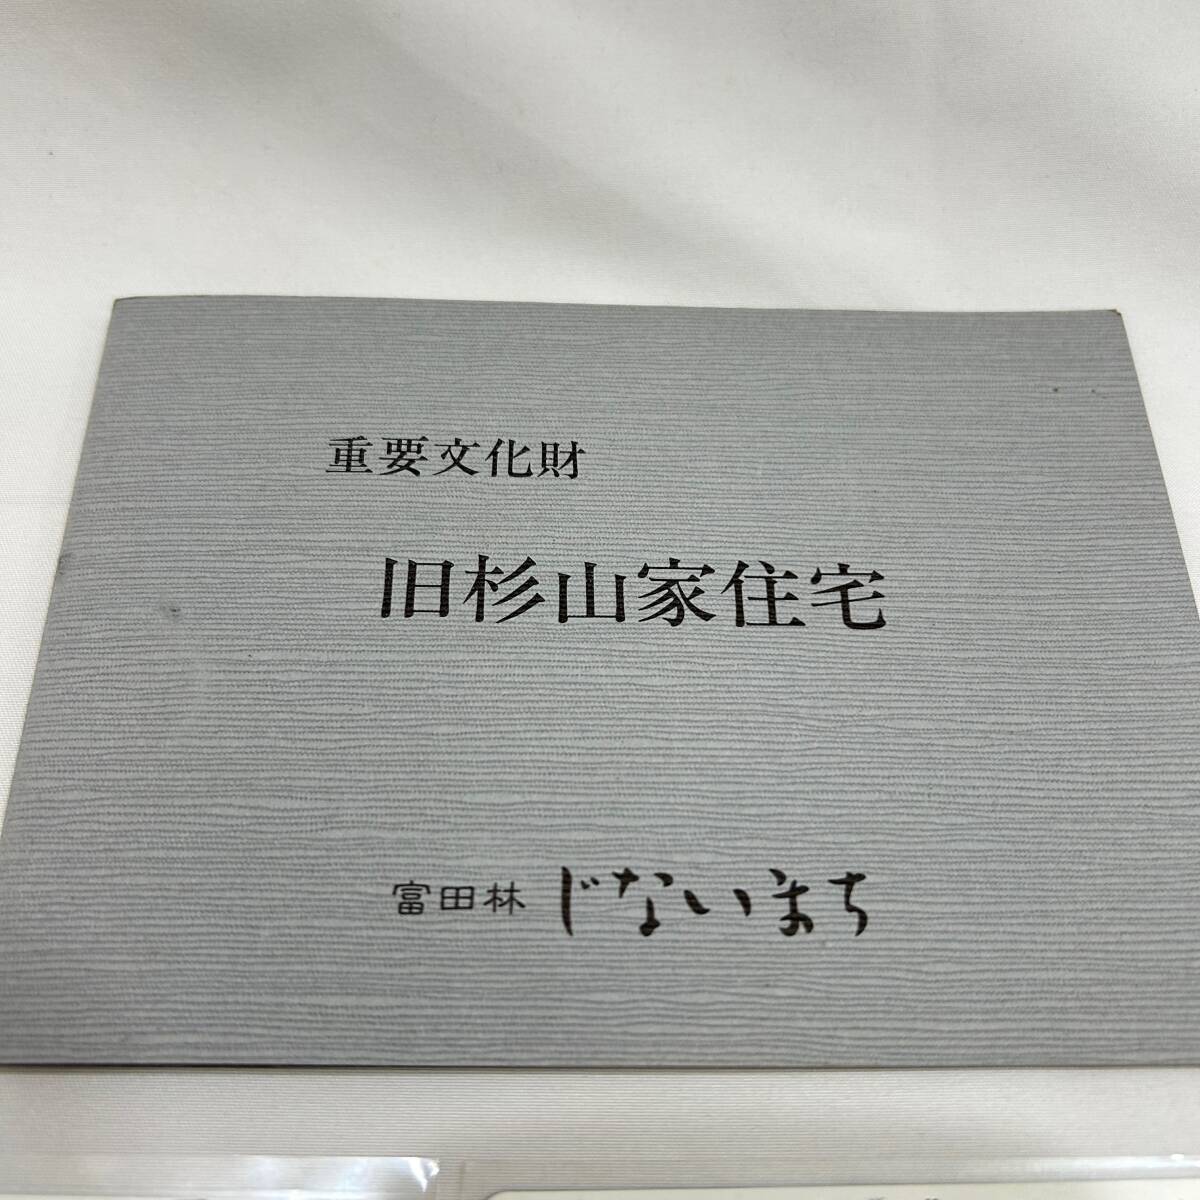 重要文化財
旧杉山家住宅
富田林 じないまち